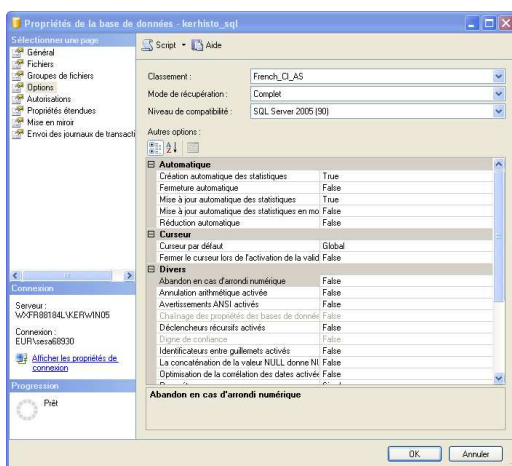 Propriétés de la base de données - kerhisto_sql
Sélectionner une page
Général
Fichiers
Groupes de fichiers
Options
Autorisations
Propriétés étendues
Mise en miroir
Envoi des journaux de transacti
Script
Aide
Classement :
French_CI_AS
Mode de récupération :
Complet
Niveau de compatibilité :
SQL Server 2005 (90)
Autres options :
Automatique
Création automatique des statistiques True
Fermeture automatique False
Mise à jour automatique des statistiques True
Mise à jour automatique des statistiques en mo False
Réduction automatique False
Curseur
Curseur par défaut Global
Fermer le curseur lors de l'activation de la valid False
Divers
Abandon en cas d'arrondi numérique False
Annulation arithmétique activée False
Avertissements ANSI activés False
Chaînage des propriétés des bases de donnée False
Déclencheurs récursifs activés False
Digne de confiance False
Identificateurs entre guillemets activés False
La concaténation de la valeur NULL donne NU False
Optimisation de la corrélation des dates activée False
Abandon en cas d'arrondi numérique
Connexion
Serveur :
WXFR88184L\KERWIN05
Connexion :
EUR\sesa68930
Afficher les propriétés de
connexion
Progression
Prêt
OK
Annuler